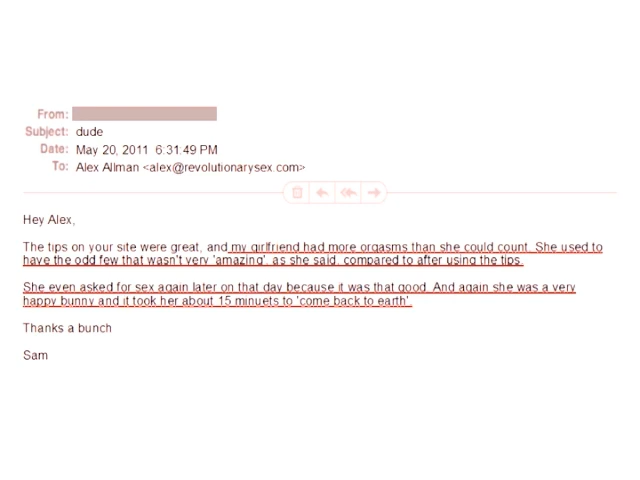 From:
Subject: dude
Date: May 20, 2011 6:31:49 PM
To: Alex Allman <alex@revolutionarysex.com>
Hey Alex,
The tips on your site were great, and my girlfriend had more orgasms than she could count. She used to
have the odd few that wasn't very 'amazing', as she said, compared to after using the tips.
She even asked for sex again later on that day because it was that good. And again she was a very
happy bunny and it took her about 15 minuets to 'come back to earth'.
Thanks a bunch
Sam